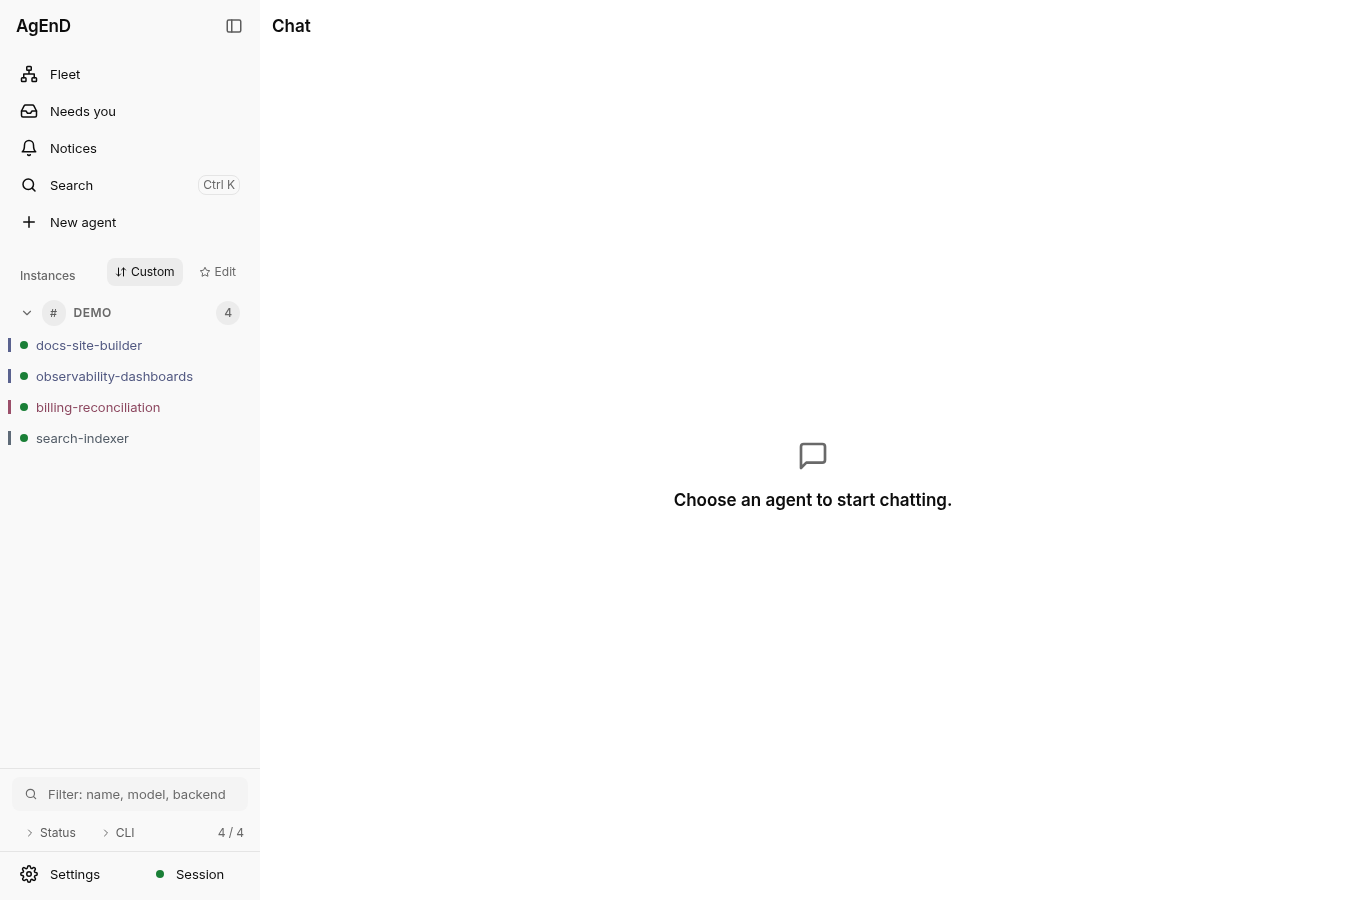 AgEnD
Chat
Fleet
Needs you
Notices
Search Ctrl K
New agent
Instances Custom Edit
# DEMO 4
docs-site-builder
observability-dashboards
billing-reconciliation
search-indexer
Choose an agent to start chatting.
Filter: name, model, backend
Status CLI 4 / 4
Settings Session